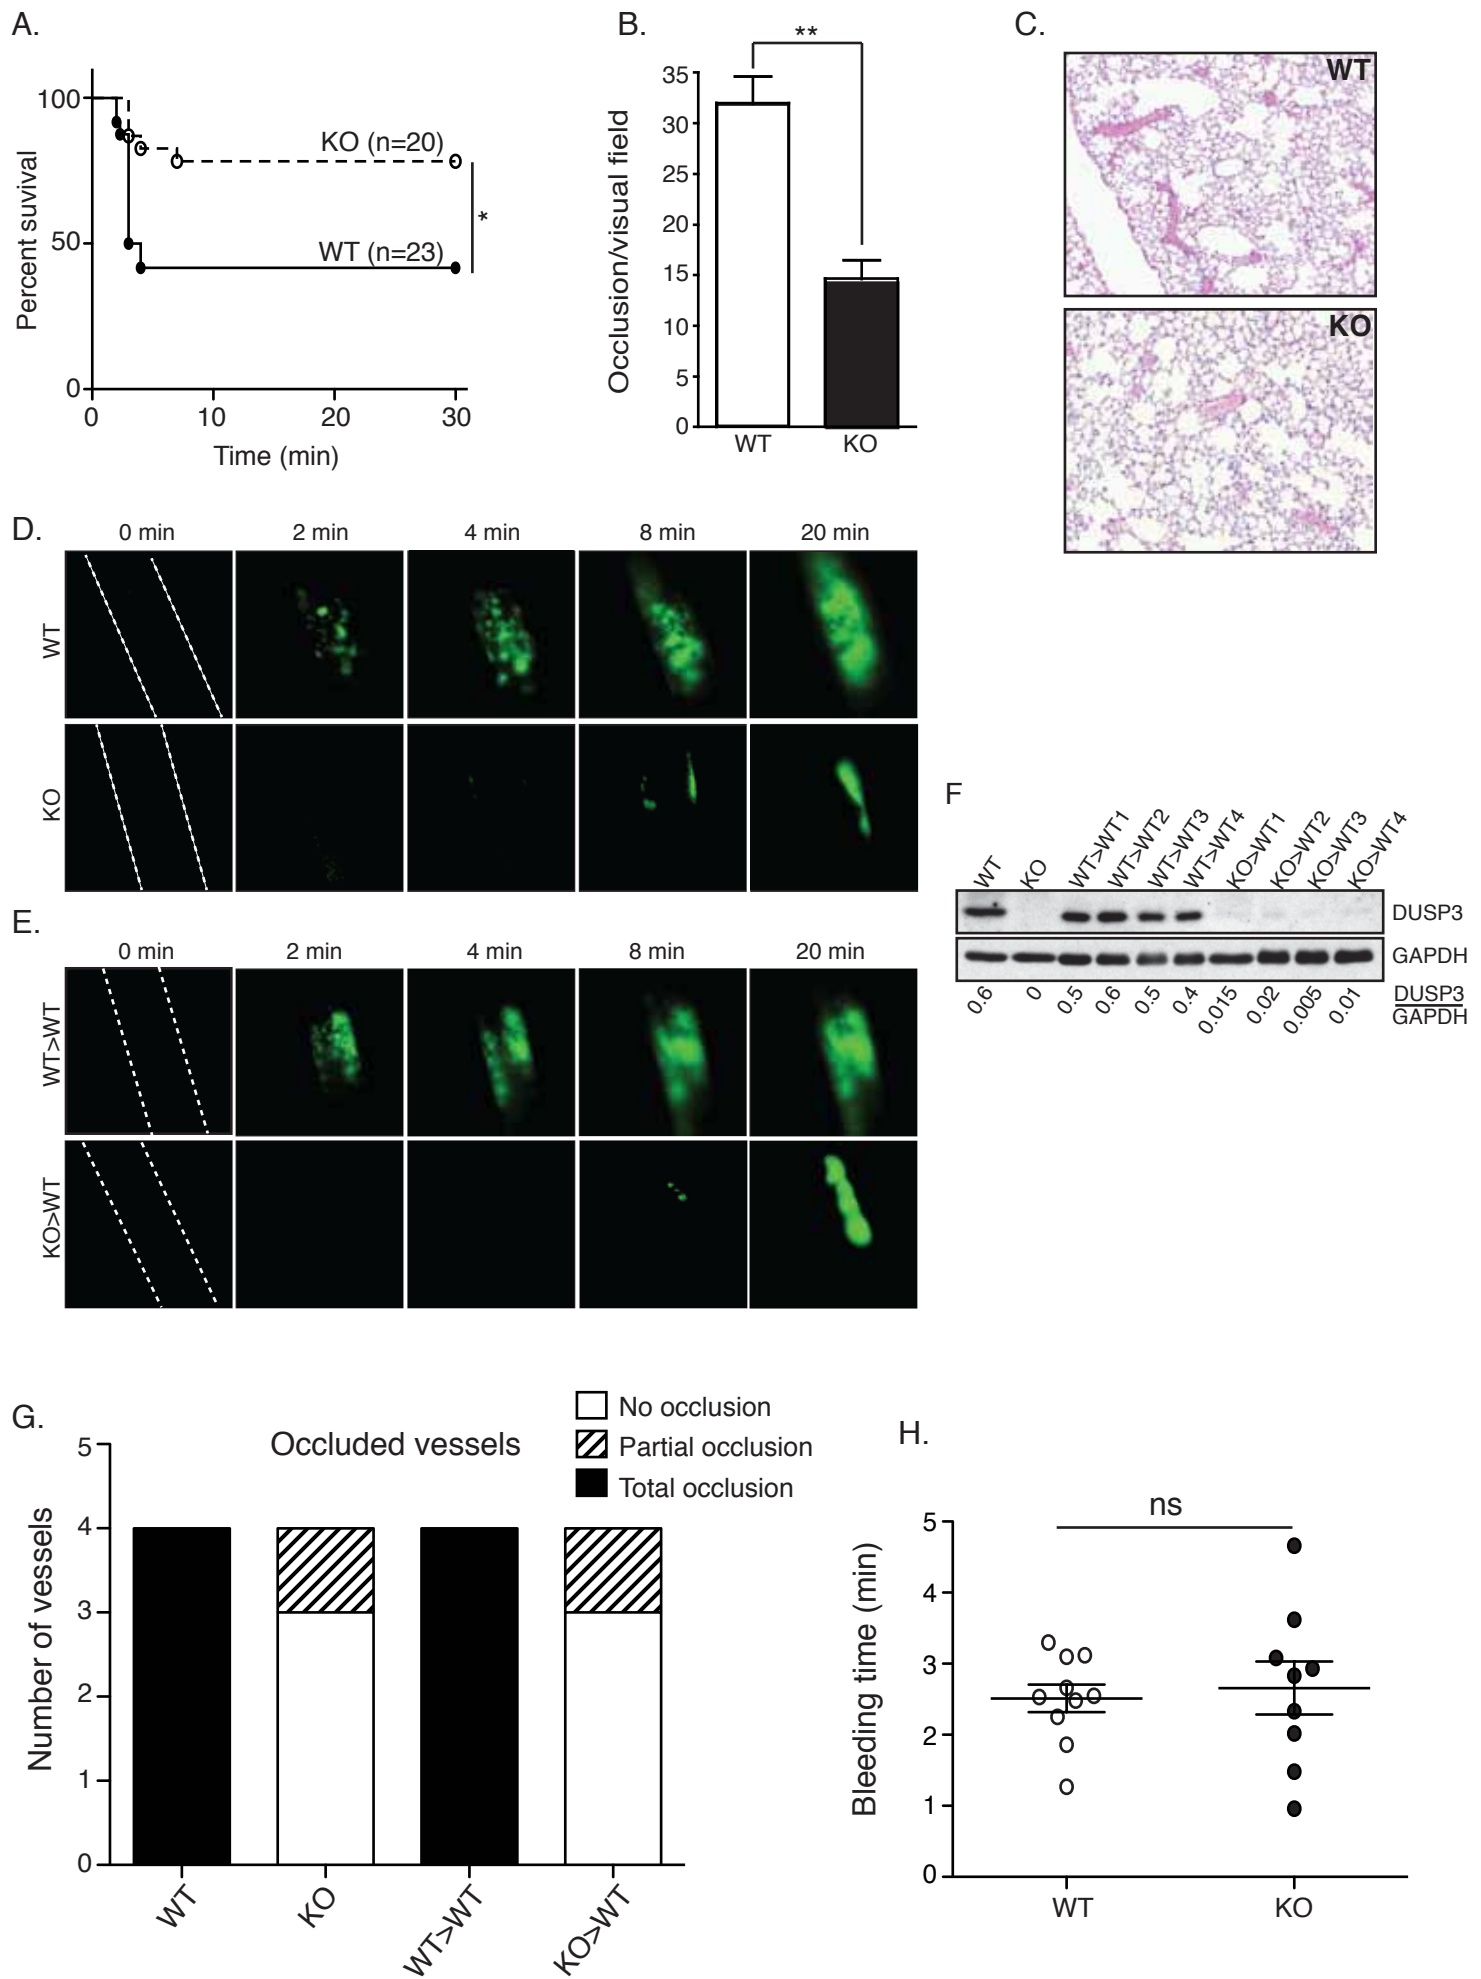 A.
100
50
0
0 10 20 30
Percent suvival
Time (min)
KO (n=20)
WT (n=23)
*
B.
**
35
30
25
20
15
10
5
0
Occlusion/visual field
WT KO
C.
WT
KO
D.
0 min 2 min 4 min 8 min 20 min
WT
KO
E.
0 min 2 min 4 min 8 min 20 min
WT>WT
KO>WT
F
WT KO WT>WT1 WT>WT2 WT>WT3 WT>WT4 KO>WT1 KO>WT2 KO>WT3 KO>WT4
DUSP3
GAPDH
0.6 0 0.5 0.6 0.5 0.4 0.015 0.02 0.005 0.01
DUSP3
GAPDH
G.
Occluded vessels
No occlusion
Partial occlusion
Total occlusion
5
4
3
2
1
0
Number of vessels
WT KO WT>WT KO>WT
H.
ns
5
4
3
2
1
0
Bleeding time (min)
WT KO